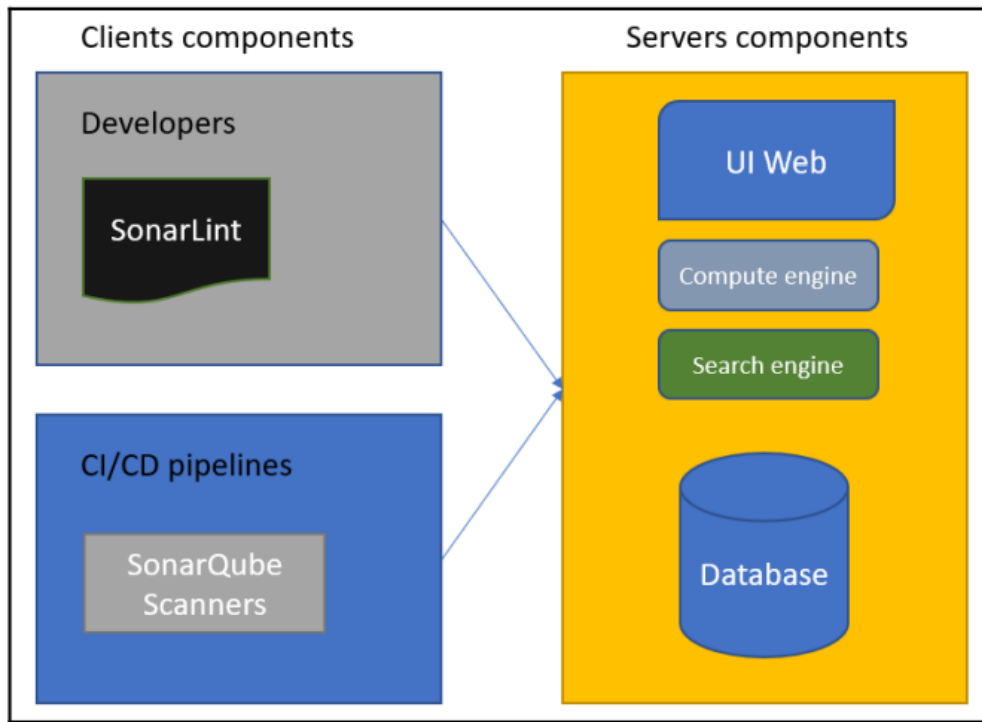 Clients components
Servers components
Developers
SonarLint
CI/CD pipelines
SonarQube
Scanners
UI Web
Compute engine
Search engine
Database